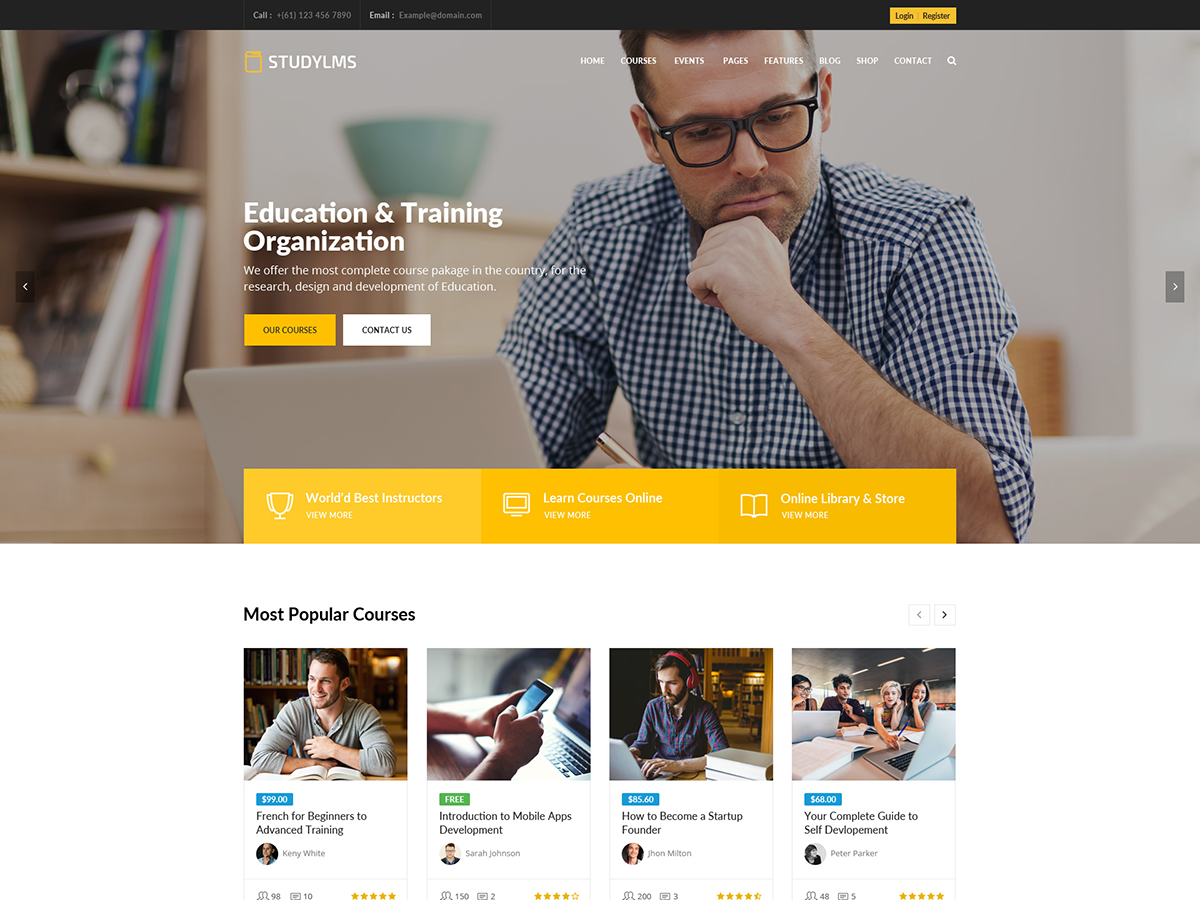 Call : +(61) 123 456 7890 Email : Example@domain.com Login | Register
STUDYLMS HOME COURSES EVENTS PAGES FEATURES BLOG SHOP CONTACT
Education & Training
Organization
We offer the most complete course pakage in the country, for the
research, design and development of Education.
OUR COURSES CONTACT US
World'd Best Instructors
VIEW MORE
Learn Courses Online
VIEW MORE
Online Library & Store
VIEW MORE
Most Popular Courses
$99.00
French for Beginners to
Advanced Training
Keny White
98 10
FREE
Introduction to Mobile Apps
Development
Sarah Johnson
150 2
$85.60
How to Become a Startup
Founder
Jhon Milton
200 3
$68.00
Your Complete Guide to
Self Devlopement
Peter Parker
48 5